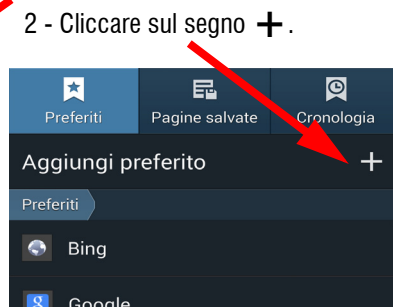 2 - Cliccare sul segno +.
Preferiti Pagine salvate Cronologia
Aggiungi preferito +
Preferiti
Bing
Google